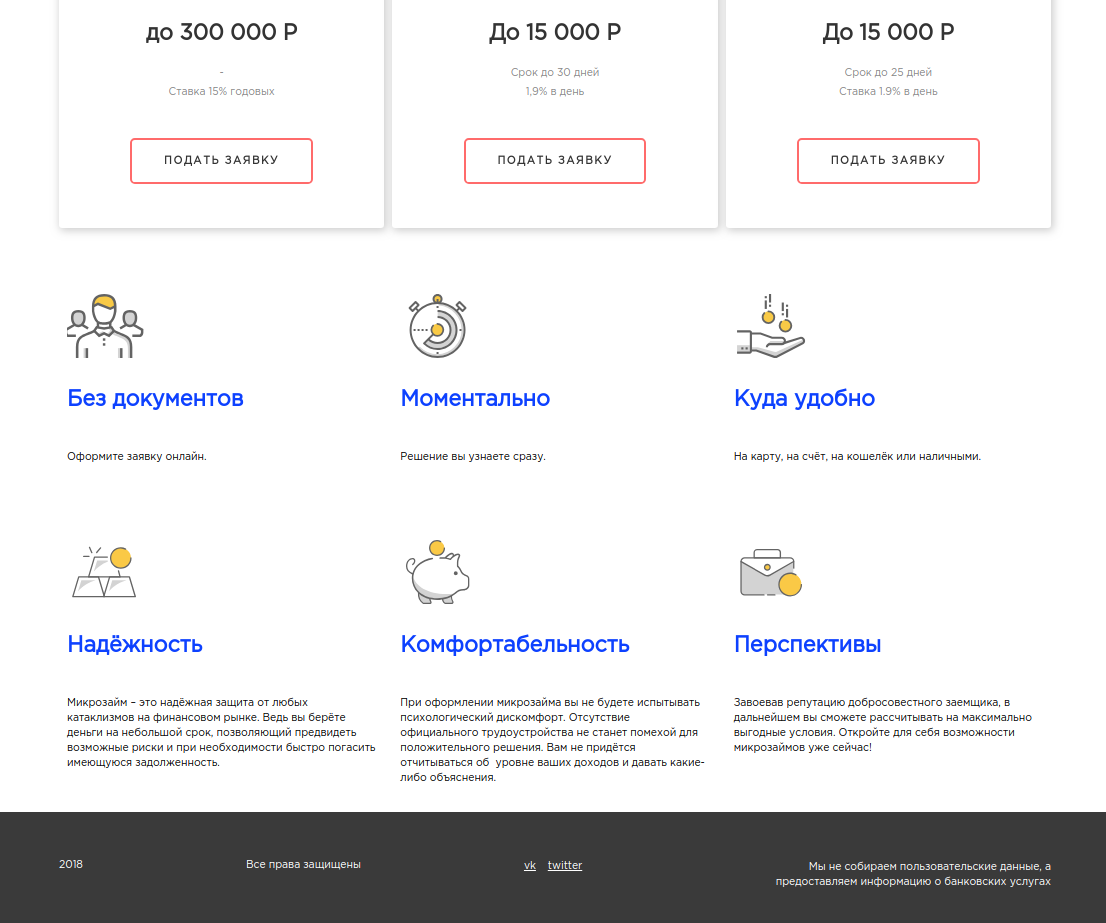 до 300 000 Р
-
Ставка 15% годовых
ПОДАТЬ ЗАЯВКУ
До 15 000 Р
Срок до 30 дней
1,9% в день
ПОДАТЬ ЗАЯВКУ
До 15 000 Р
Срок до 25 дней
Ставка 1.9% в день
ПОДАТЬ ЗАЯВКУ
Без документов
Оформите заявку онлайн.
Моментально
Решение вы узнаете сразу.
Куда удобно
На карту, на счёт, на кошелёк или наличными.
Надёжность
Микрозайм – это надёжная защита от любых
катаклизмов на финансовом рынке. Ведь вы берёте
деньги на небольшой срок, позволяющий предвидеть
возможные риски и при необходимости быстро погасить
имеющуюся задолженность.
Комфортабельность
При оформлении микрозайма вы не будете испытывать
психологический дискомфорт. Отсутствие
официального трудоустройства не станет помехой для
положительного решения. Вам не придётся
отчитываться об  уровне ваших доходов и давать какие-
либо объяснения.
Перспективы
Завоевав репутацию добросовестного заемщика, в
дальнейшем вы сможете рассчитывать на максимально
выгодные условия. Откройте для себя возможности
микрозаймов уже сейчас!
2018
Все права защищены
vk twitter
Мы не собираем пользовательские данные, а
предоставляем информацию о банковских услугах